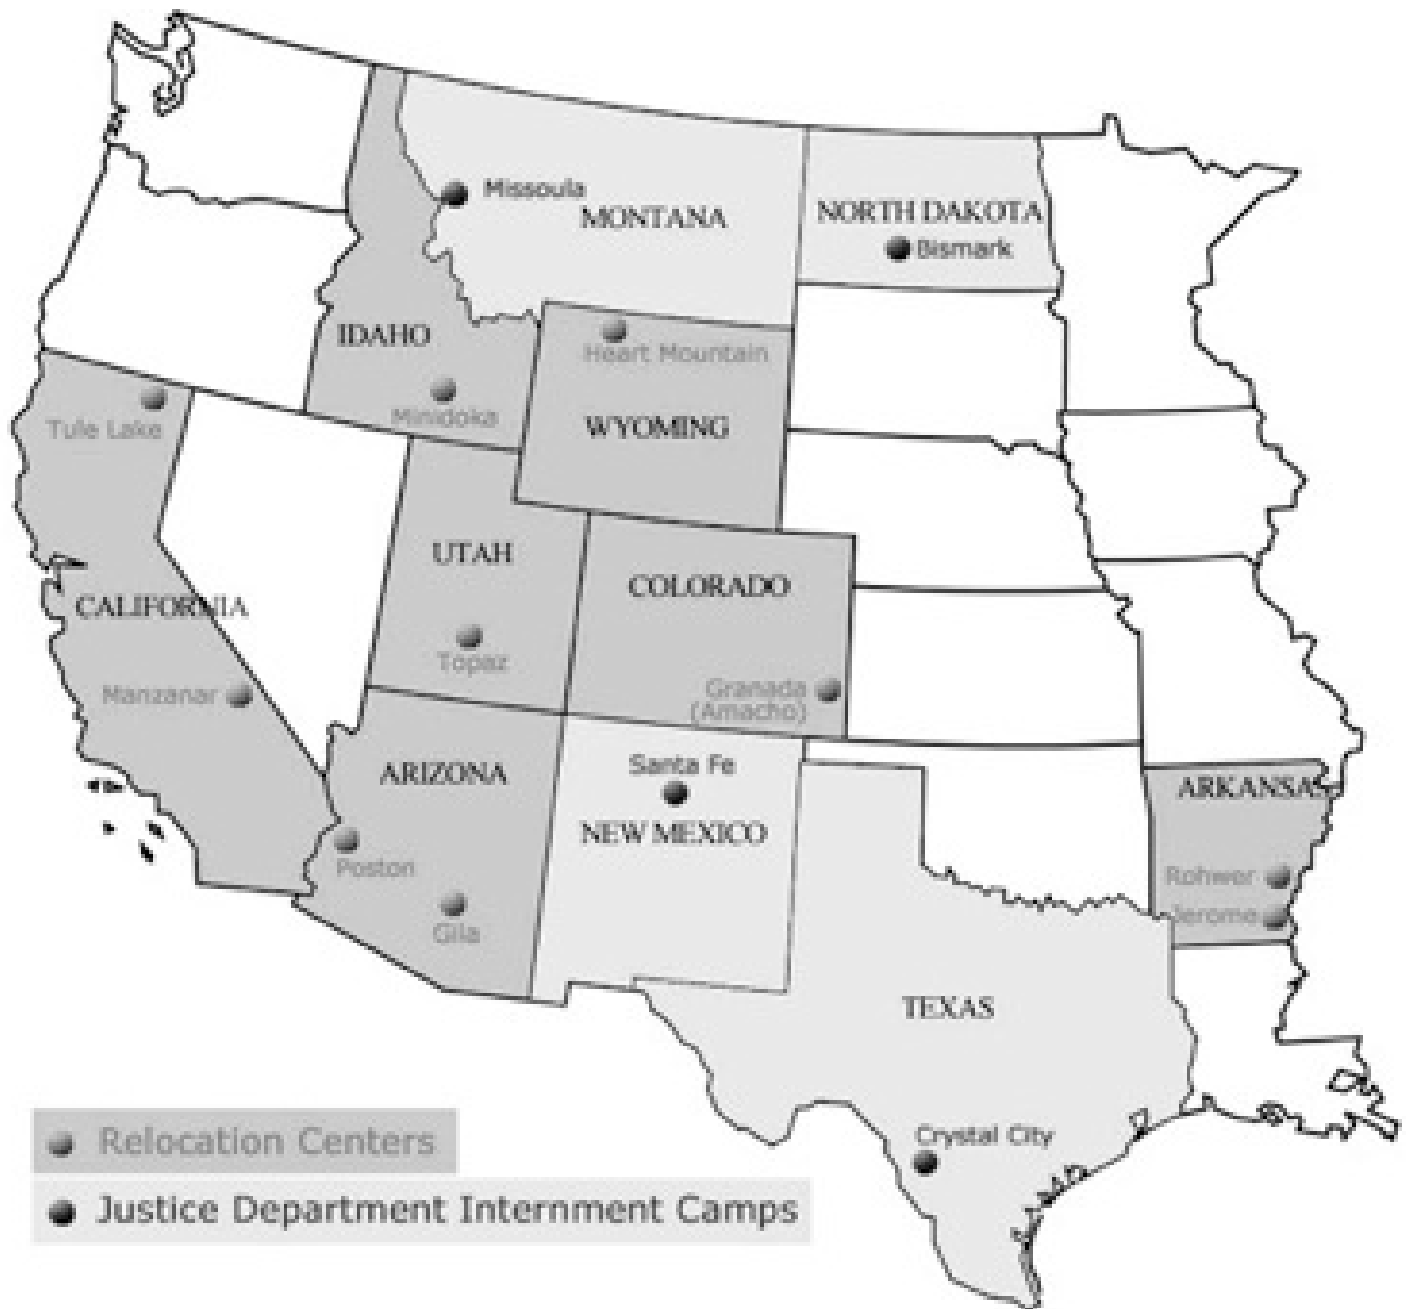 Missoula
MONTANA
NORTH DAKOTA
Bismark
IDAHO
Heart Mountain
Minidoka
WYOMING
Tule Lake
UTAH
COLORADO
CALIFORNIA
Topaz
Manzanar
Granada
(Amacho)
ARIZONA
Santa Fe
NEW MEXICO
ARKANSAS
Poston
Gila
Rohwer
Jerome
TEXAS
Crystal City
Relocation Centers
Justice Department Internment Camps